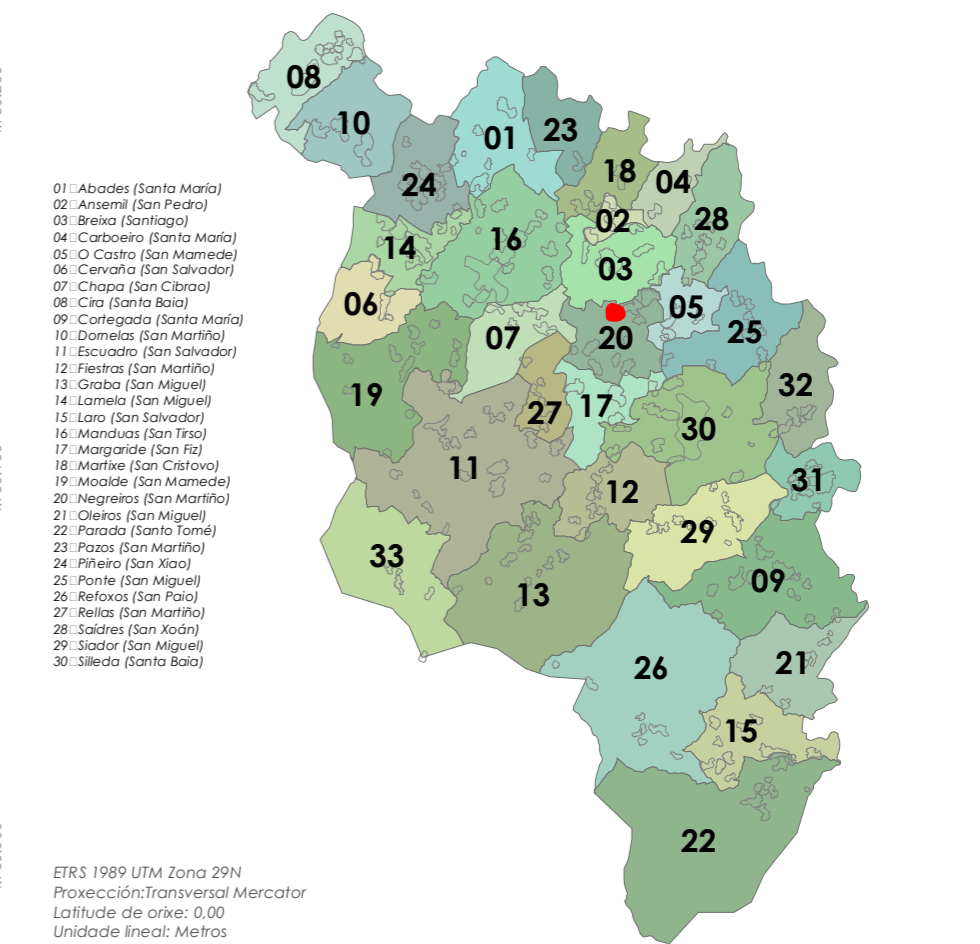 08
10
01
23
18
04
24
02
28
14
16
03
06
05
07
20
25
19
32
27
17
30
11
12
31
29
33
13
09
26
21
15
22
01 Abades (Santa María)
02 Ansemil (San Pedro)
03 Breixa (Santiago)
04 Carboeiro (Santa María)
05 O Castro (San Mamede)
06 Cervaña (San Salvador)
07 Chapa (San Cibrao)
08 Cira (Santa Baia)
09 Cortegada (Santa María)
10 Dornelas (San Martiño)
11 Escuadro (San Salvador)
12 Fiestras (San Martiño)
13 Graba (San Miguel)
14 Lamela (San Miguel)
15 Laro (San Salvador)
16 Manduas (San Tirso)
17 Margaride (San Fiz)
18 Martixe (San Cristovo)
19 Moalde (San Mamede)
20 Negreiros (San Martiño)
21 Oleiros (San Miguel)
22 Parada (Santo Tomé)
23 Pazos (San Martiño)
24 Piñeiro (San Xiao)
25 Ponte (San Miguel)
26 Refoxos (San Paio)
27 Rellas (San Martiño)
28 Saídres (San Xoán)
29 Siador (San Miguel)
30 Silleda (Santa Baia)
ETRS 1989 UTM Zona 29N
Proxección:Transversal Mercator
Latitude de orixe: 0,00
Unidade lineal: Metros